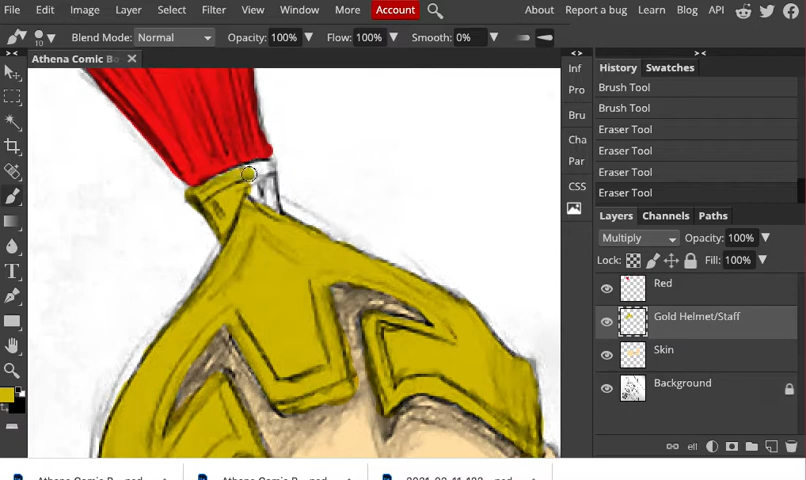 File Edit Image Layer Select Filter View Window More Account About Report a bug Learn Blog API
10 Blend Mode: Normal Opacity: 100% Flow: 100% Smooth: 0%
Athena Comic Bo
Inf
Pro
Bru
Cha
Par
CSS
History Swatches
Brush Tool
Brush Tool
Eraser Tool
Eraser Tool
Eraser Tool
Eraser Tool
Layers Channels Paths
Multiply Opacity: 100%
Lock: Fill: 100%
Red
Gold Helmet/Staff
Skin
Background
eff